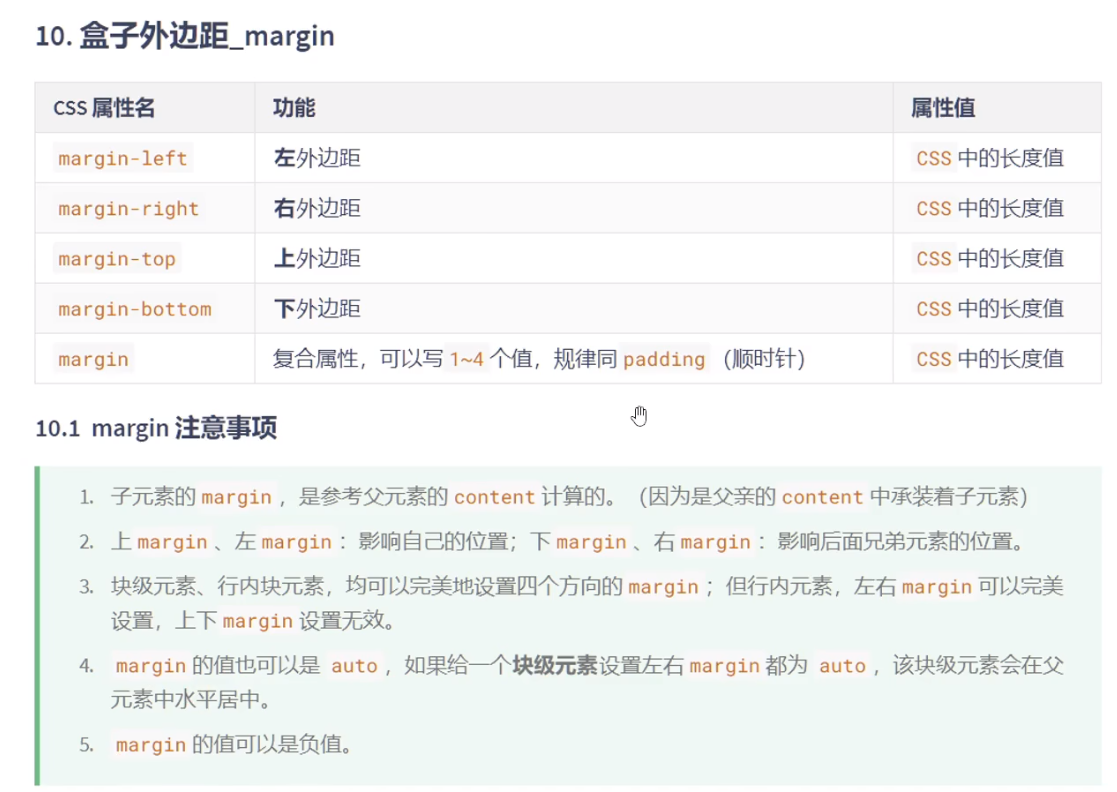 10. 盒子外边距_margin
CSS 属性名 功能 属性值
margin-left 左外边距 CSS 中的长度值
margin-right 右外边距 CSS 中的长度值
margin-top 上外边距 CSS 中的长度值
margin-bottom 下外边距 CSS 中的长度值
margin 复合属性，可以写 1~4 个值，规律同 padding （顺时针） CSS 中的长度值
10.1 margin 注意事项
1. 子元素的 margin ，是参考父元素的 content 计算的。（因为是父亲的 content 中承装着子元素）
2. 上 margin 、左 margin ：影响自己的位置；下 margin 、右 margin ：影响后面兄弟元素的位置。
3. 块级元素、行内块元素，均可以完美地设置四个方向的 margin ；但行内元素，左右 margin 可以完美
设置，上下 margin 设置无效。
4. margin 的值也可以是 auto ，如果给一个块级元素设置左右 margin 都为 auto ，该块级元素会在父
元素中水平居中。
5. margin 的值可以是负值。